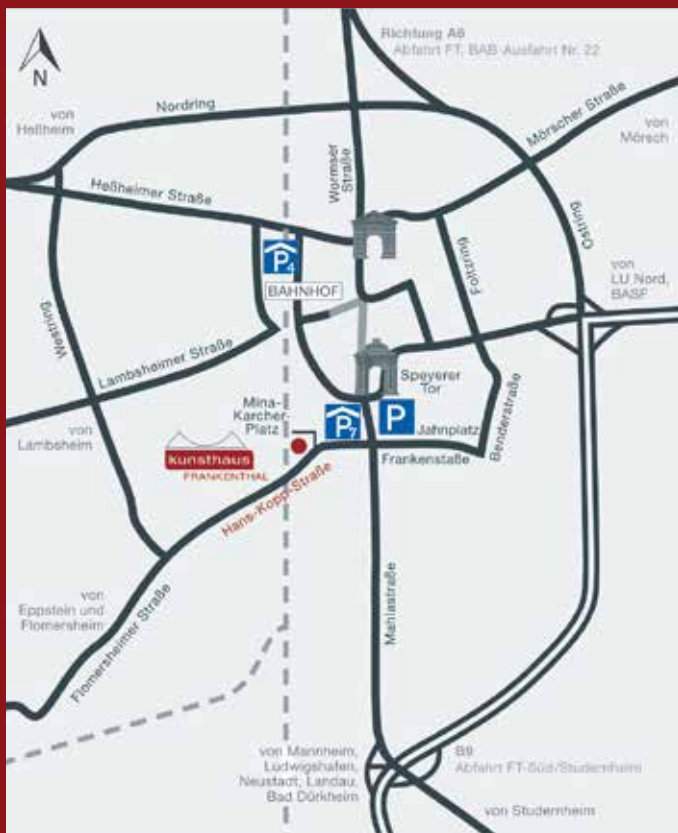 Richtung A6
Abfahrt FT, BAB-Ausfahrt Nr. 22
N
Nordring
von
Heßheim
Wormser
Straße
Mörscher Straße
von
Mörsch
Heßheimer Straße
P4
BAHNHOF
Foltzring
Ostring
von
LU Nord,
BASF
Westring
Lambsheimer Straße
Speyerer
Tor
Mina-
Karcher-
Platz
P7
P
Jahnplatz
Benderstraße
von
Lambsheim
kunsthaus
FRANKENTHAL
Frankenstaße
Hans-Kopp-Straße
von
Eppstein und
Flomersheim
Flomersheimer Straße
Mahlastraße
von Mannheim,
Ludwigshafen,
Neustadt, Landau,
Bad Dürkheim
B9
Abfahrt FT-Süd/Studernheim
von Studernheim